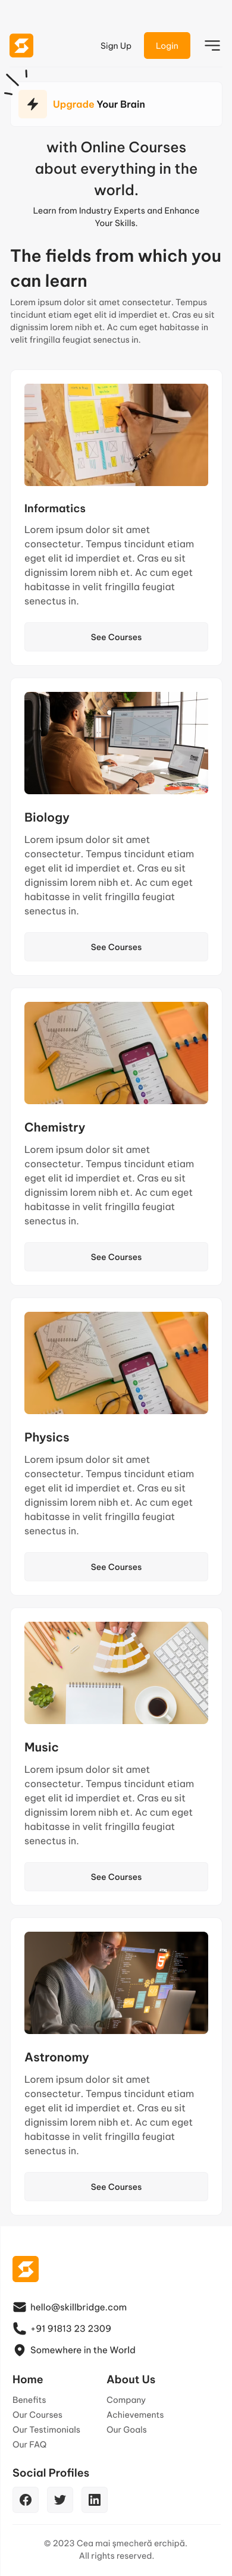 Sign Up
Login
Upgrade Your Brain
with Online Courses
about everything in the
world.
Learn from Industry Experts and Enhance
Your Skills.
The fields from which you
can learn
Lorem ipsum dolor sit amet consectetur. Tempus
tincidunt etiam eget elit id imperdiet et. Cras eu sit
dignissim lorem nibh et. Ac cum eget habitasse in
velit fringilla feugiat senectus in.
Informatics
Lorem ipsum dolor sit amet
consectetur. Tempus tincidunt etiam
eget elit id imperdiet et. Cras eu sit
dignissim lorem nibh et. Ac cum eget
habitasse in velit fringilla feugiat
senectus in.
See Courses
Biology
Lorem ipsum dolor sit amet
consectetur. Tempus tincidunt etiam
eget elit id imperdiet et. Cras eu sit
dignissim lorem nibh et. Ac cum eget
habitasse in velit fringilla feugiat
senectus in.
See Courses
Chemistry
Lorem ipsum dolor sit amet
consectetur. Tempus tincidunt etiam
eget elit id imperdiet et. Cras eu sit
dignissim lorem nibh et. Ac cum eget
habitasse in velit fringilla feugiat
senectus in.
See Courses
Physics
Lorem ipsum dolor sit amet
consectetur. Tempus tincidunt etiam
eget elit id imperdiet et. Cras eu sit
dignissim lorem nibh et. Ac cum eget
habitasse in velit fringilla feugiat
senectus in.
See Courses
Music
Lorem ipsum dolor sit amet
consectetur. Tempus tincidunt etiam
eget elit id imperdiet et. Cras eu sit
dignissim lorem nibh et. Ac cum eget
habitasse in velit fringilla feugiat
senectus in.
See Courses
HTML
Astronomy
Lorem ipsum dolor sit amet
consectetur. Tempus tincidunt etiam
eget elit id imperdiet et. Cras eu sit
dignissim lorem nibh et. Ac cum eget
habitasse in velit fringilla feugiat
senectus in.
See Courses
hello@skillbridge.com
+91 91813 23 2309
Somewhere in the World
Home
Benefits
Our Courses
Our Testimonials
Our FAQ
About Us
Company
Achievements
Our Goals
Social Profiles
© 2023 Cea mai șmecheră erchipă.
All rights reserved.